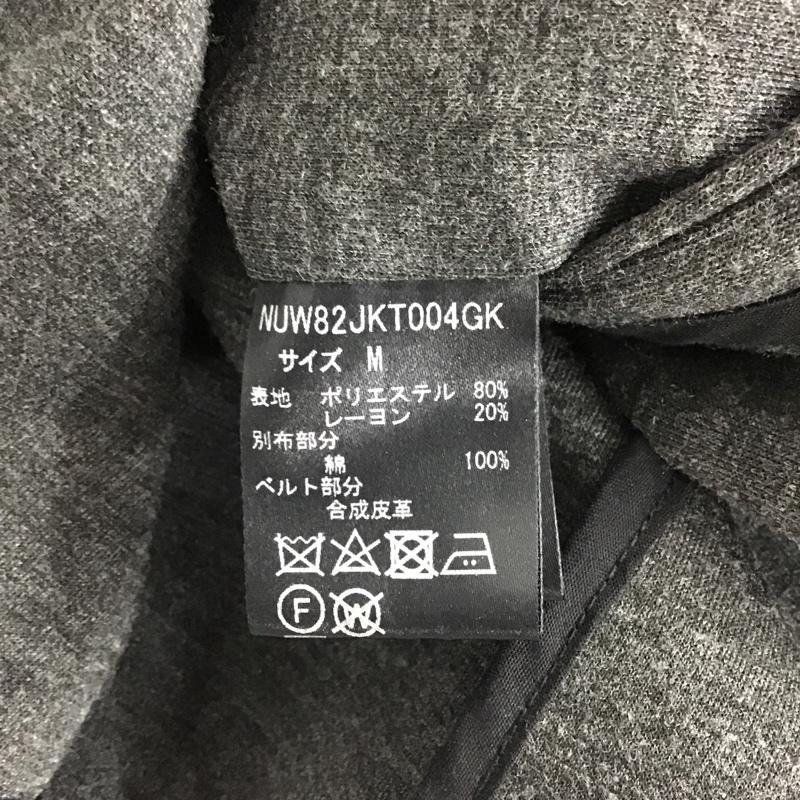 NUW82JKT004GK
サイズ M
表地 ポリエステル 80%
レーヨン 20%
別布部分
綿 100%
ベルト部分
合成皮革
F W